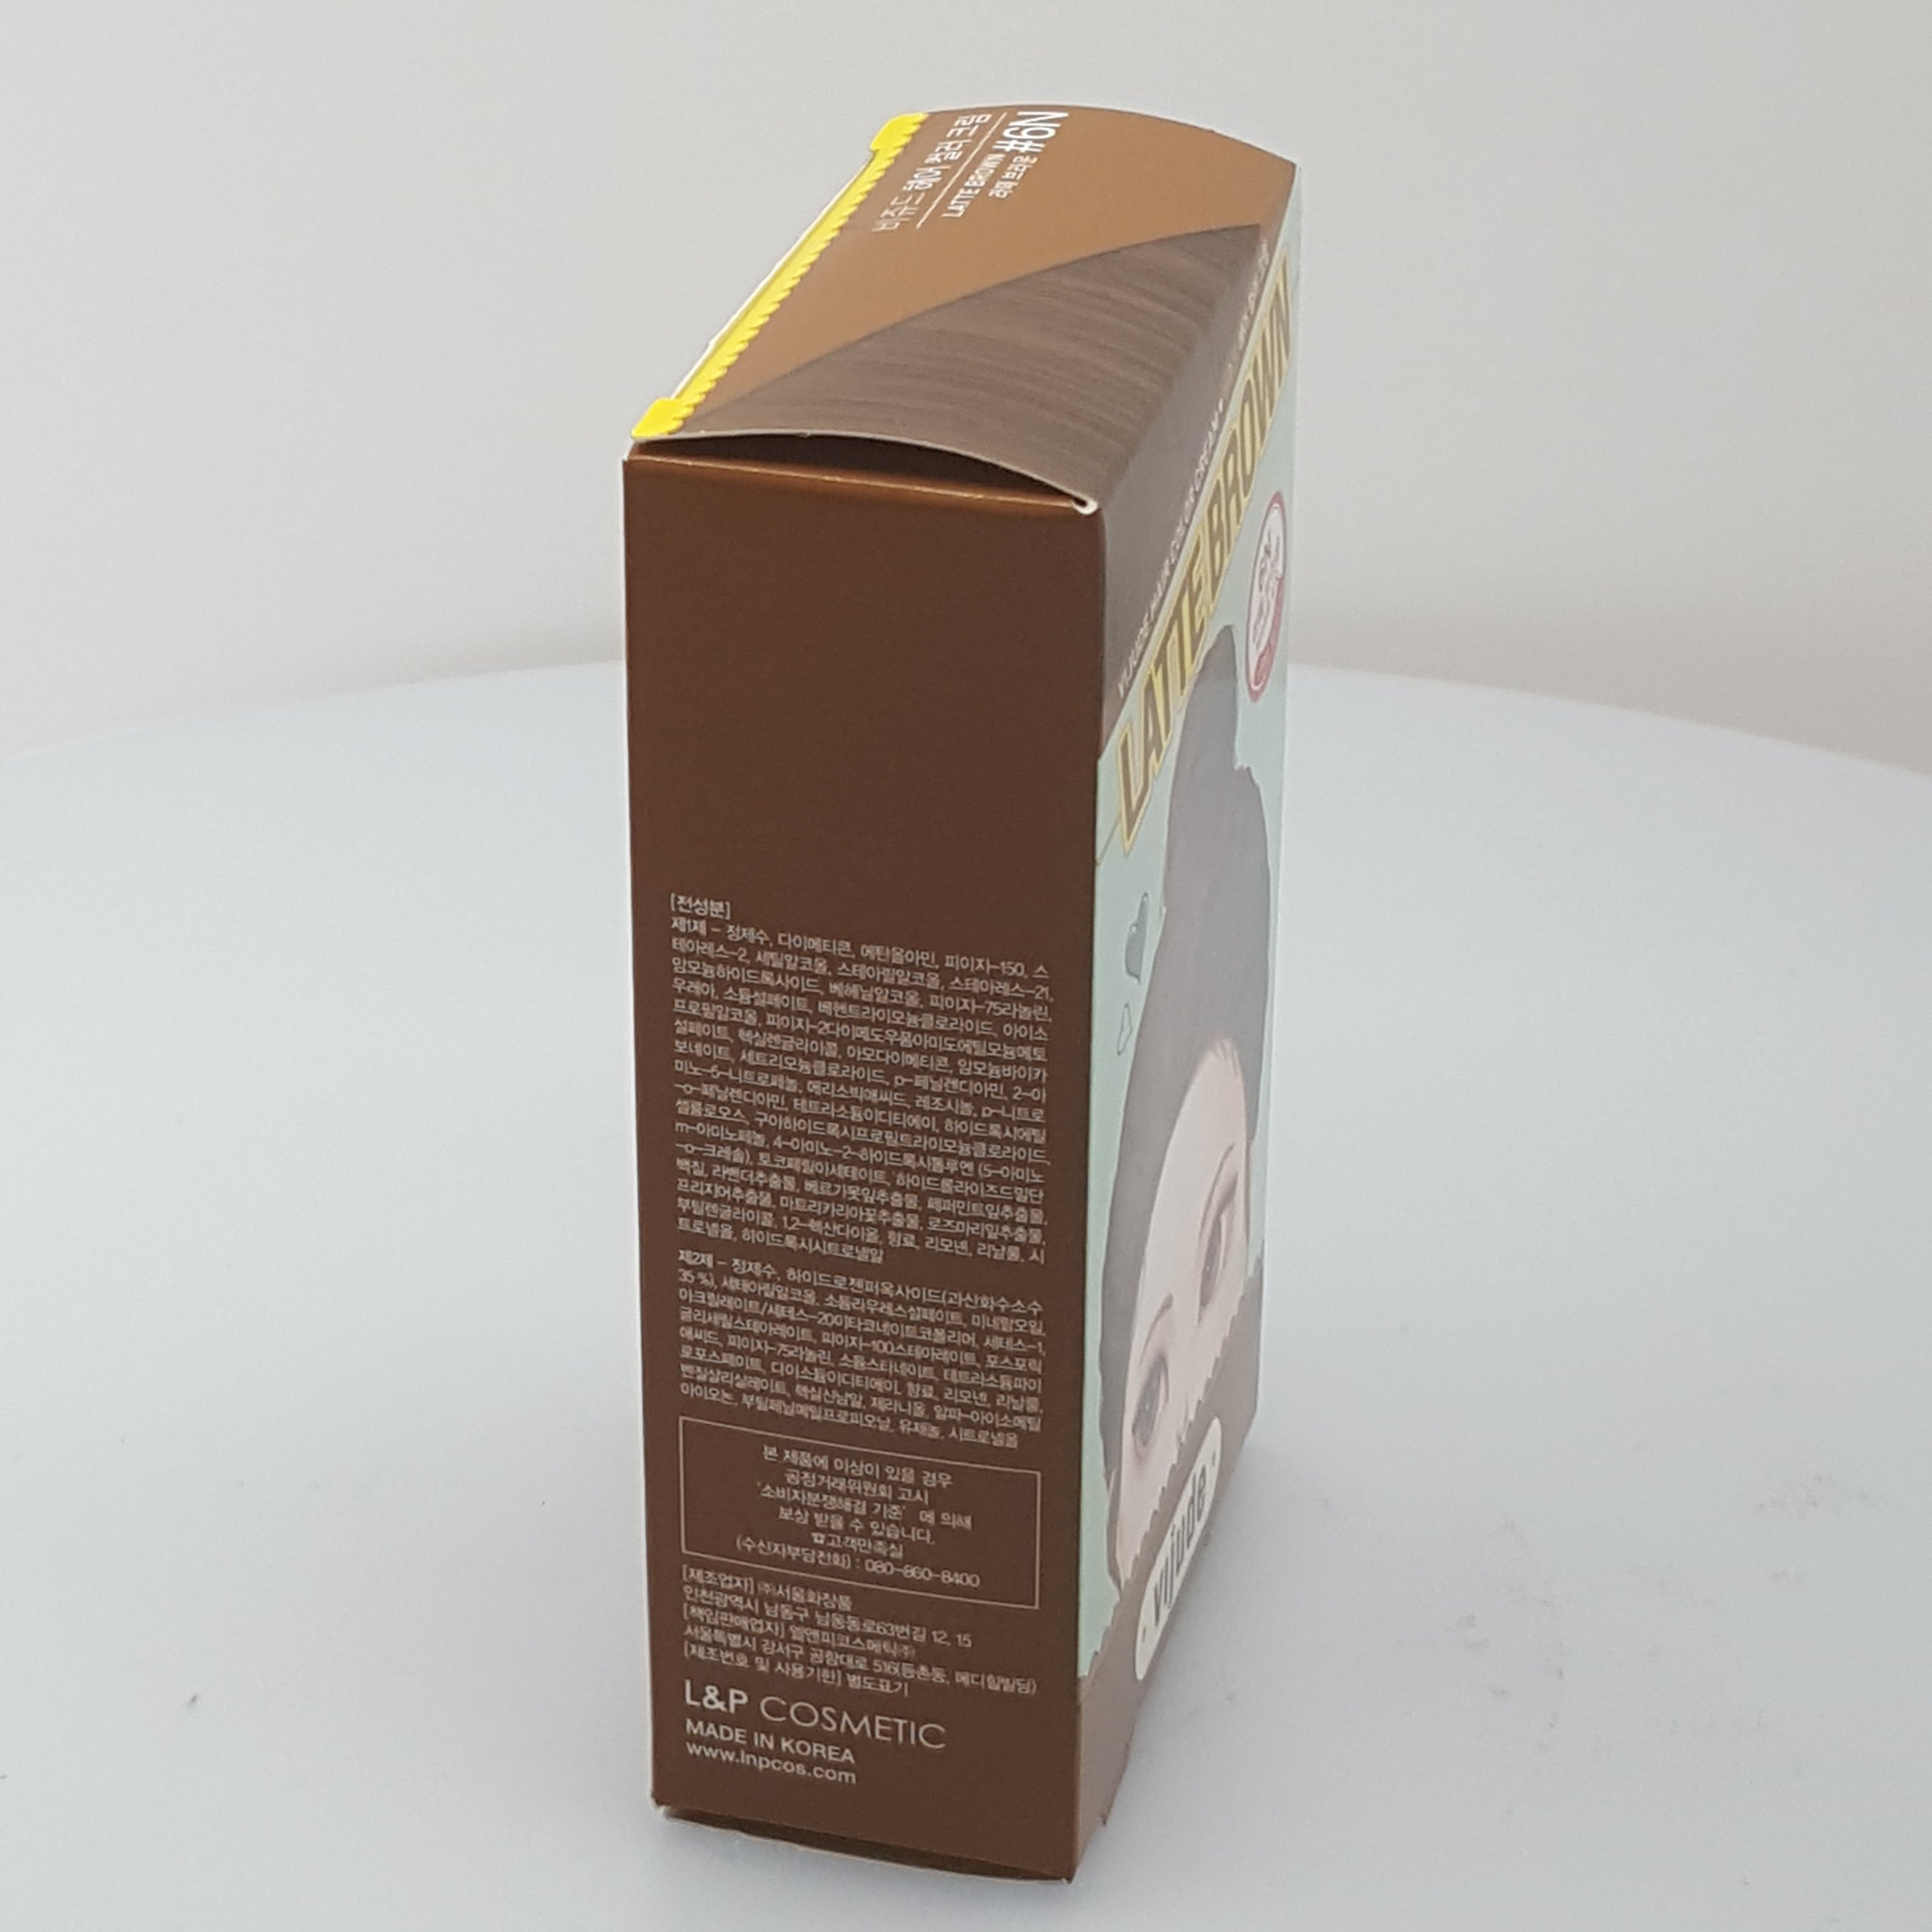 비쥬드 헤어 컬러 크림
LATTE BROWN
라떼 브라운
#6N
VIJUDE HAIR COLOR CREAM
LATTE BROWN
vijude
[전성분]
제1제 - 정제수, 다이메티콘, 에탄올아민, 피이지-150, 스
테아레스-2, 세틸알코올, 스테아릴알코올, 스테아레스-21,
암모늄하이드록사이드, 베헤닐알코올, 피이지-75라놀린,
우레아, 소듐설페이트, 베헨트라이모늄클로라이드, 아이소
프로필알코올, 피이지-2다이메도우폼아미도에틸모늄메토
설페이트, 헥실렌글라이콜, 아모다이메티콘, 암모늄바이카
보네이트, 세트리모늄클로라이드, p-페닐렌디아민, 2-아
미노-5-니트로페놀, 에리소빅애씨드, 레조시놀, p-니트로
-o-페닐렌디아민, 테트라소듐이디티에이, 하이드록시에틸
셀룰로오스, 구아하이드록시프로필트라이모늄클로라이드,
m-아미노페놀, 4-아미노-2-하이드록시톨루엔 (5-아미노
-o-크레솔), 토코페릴아세테이트, 하이드롤라이즈드밀단
백질, 라벤더추출물, 베르가못잎추출물, 페퍼민트잎추출물,
프리지어추출물, 마트리카리아꽃추출물, 로즈마리잎추출물,
부틸렌글라이콜, 1,2-헥산다이올, 향료, 리모넨, 리날룰, 시
트로넬올, 하이드록시시트로넬알
제2제 - 정제수, 하이드로젠퍼옥사이드(과산화수소수
35 %), 세테아릴알코올, 소듐라우레스설페이트, 미네랄오일,
아크릴레이트/세테스-20이타코네이트코폴리머, 세테스-1,
글리세릴스테아레이트, 피이지-100스테아레이트, 포스포릭
애씨드, 피이지-75라놀린, 소듐스타네이트, 테트라소듐파이
로포스페이트, 다이소듐이디티에이, 향료, 리모넨, 리날룰,
벤질살리실레이트, 헥실신남알, 제라니올, 알파-아이소메틸
아이오논, 부틸페닐메틸프로피오날, 유제놀, 시트로넬올
본 제품에 이상이 있을 경우
공정거래위원회 고시
'소비자분쟁해결 기준' 에 의해
보상 받을 수 있습니다.
☎고객만족실
(수신자부담전화) : 080-860-8400
[제조업자] ㈜서울화장품
인천광역시 남동구 남동동로63번길 12, 15
[책임판매업자] 엘앤피코스메틱㈜
서울특별시 강서구 공항대로 516(등촌동, 메디힐빌딩)
[제조번호 및 사용기한] 별도표기
L&P COSMETIC
MADE IN KOREA
www.lnpcos.com